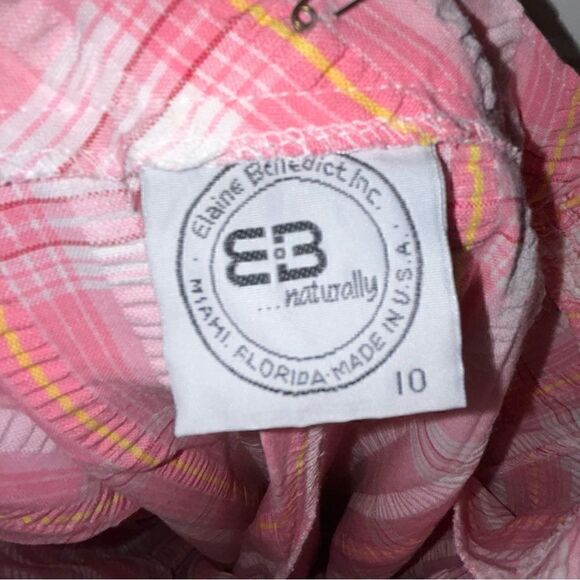 Elaine Benedict Inc.
EB
...naturally
MIAMI, FLORIDA-MADE IN U.S.A.
10